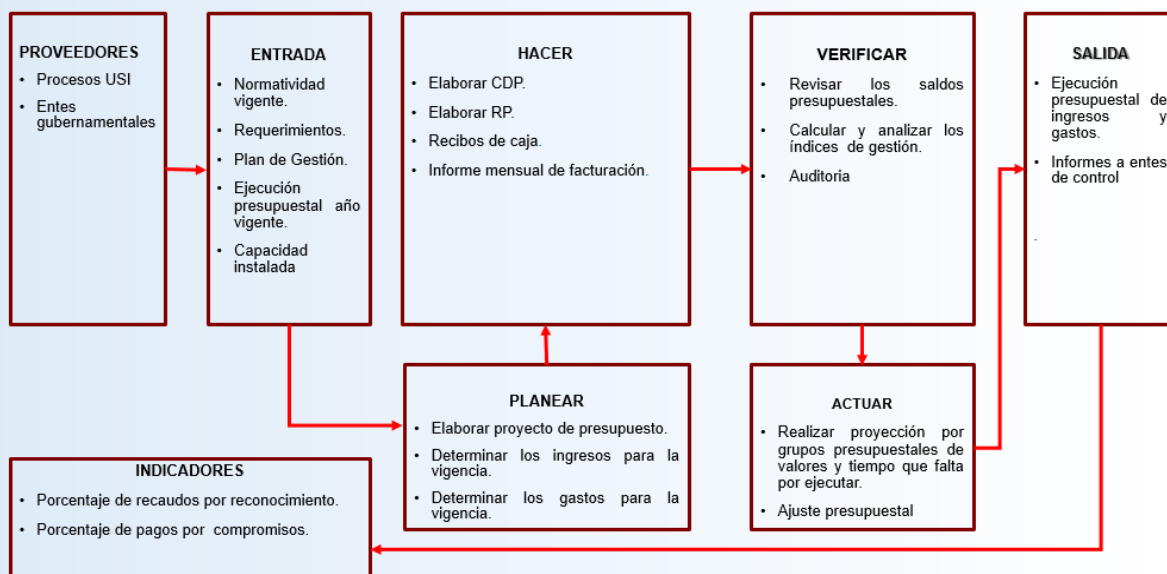 PROVEEDORES
• Procesos USI
• Entes
gubernamentales
ENTRADA
• Normatividad
vigente.
• Requerimientos.
• Plan de Gestión.
• Ejecución
presupuestal año
vigente.
• Capacidad
instalada
HACER
• Elaborar CDP.
• Elaborar RP.
• Recibos de caja.
• Informe mensual de facturación.
VERIFICAR
• Revisar los saldos
presupuestales.
• Calcular y analizar los
índices de gestión.
• Auditoria
SALIDA
• Ejecución
presupuestal de
ingresos y
gastos.
• Informes a entes
de control
.
PLANEAR
• Elaborar proyecto de presupuesto.
• Determinar los ingresos para la
vigencia.
• Determinar los gastos para la
vigencia.
ACTUAR
• Realizar proyección por
grupos presupuestales de
valores y tiempo que falta
por ejecutar.
• Ajuste presupuestal
INDICADORES
• Porcentaje de recaudos por reconocimiento.
• Porcentaje de pagos por compromisos.